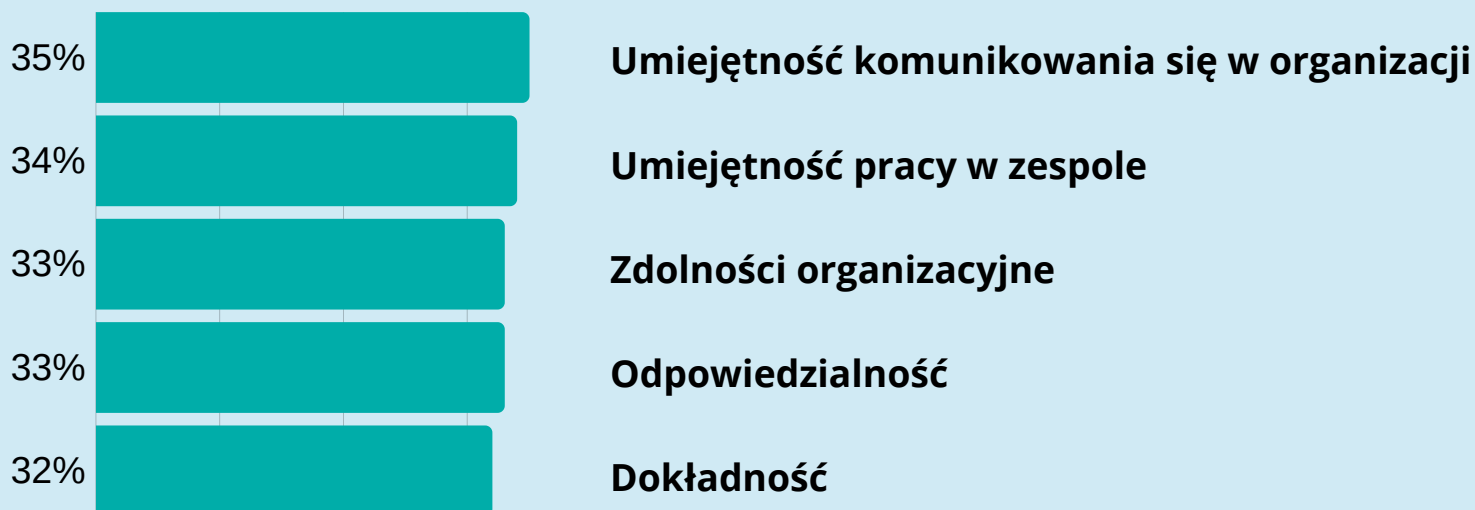 35% Umiejętność komunikowania się w organizacji
34% Umiejętność pracy w zespole
33% Zdolności organizacyjne
33% Odpowiedzialność
32% Dokładność